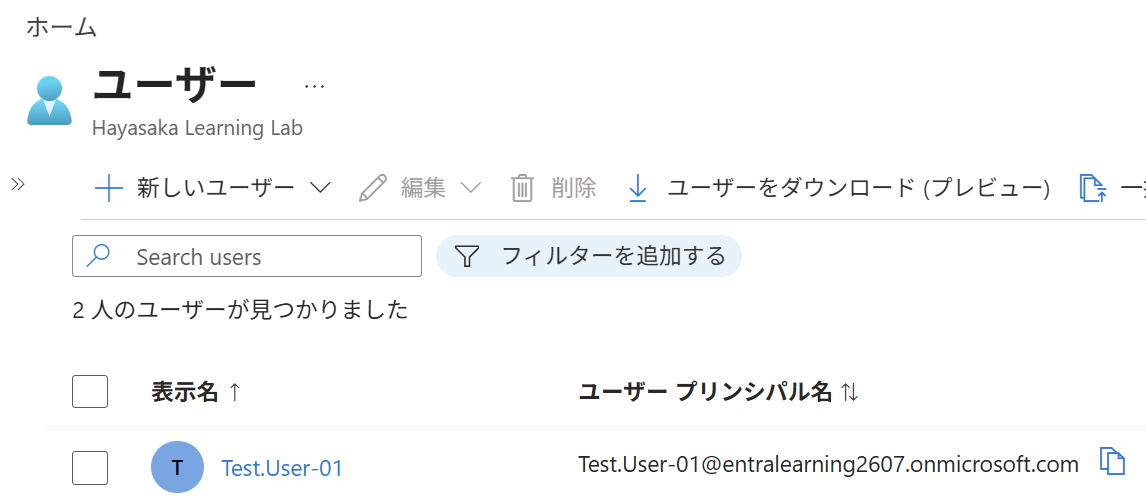 ホーム
ユーザー ...
Hayasaka Learning Lab
新しいユーザー 編集 削除 ユーザーをダウンロード (プレビュー)
Search users フィルターを追加する
2 人のユーザーが見つかりました
表示名 ↑ ユーザー プリンシパル名 ↑↓
T Test.User-01 Test.User-01@entralearning2607.onmicrosoft.com